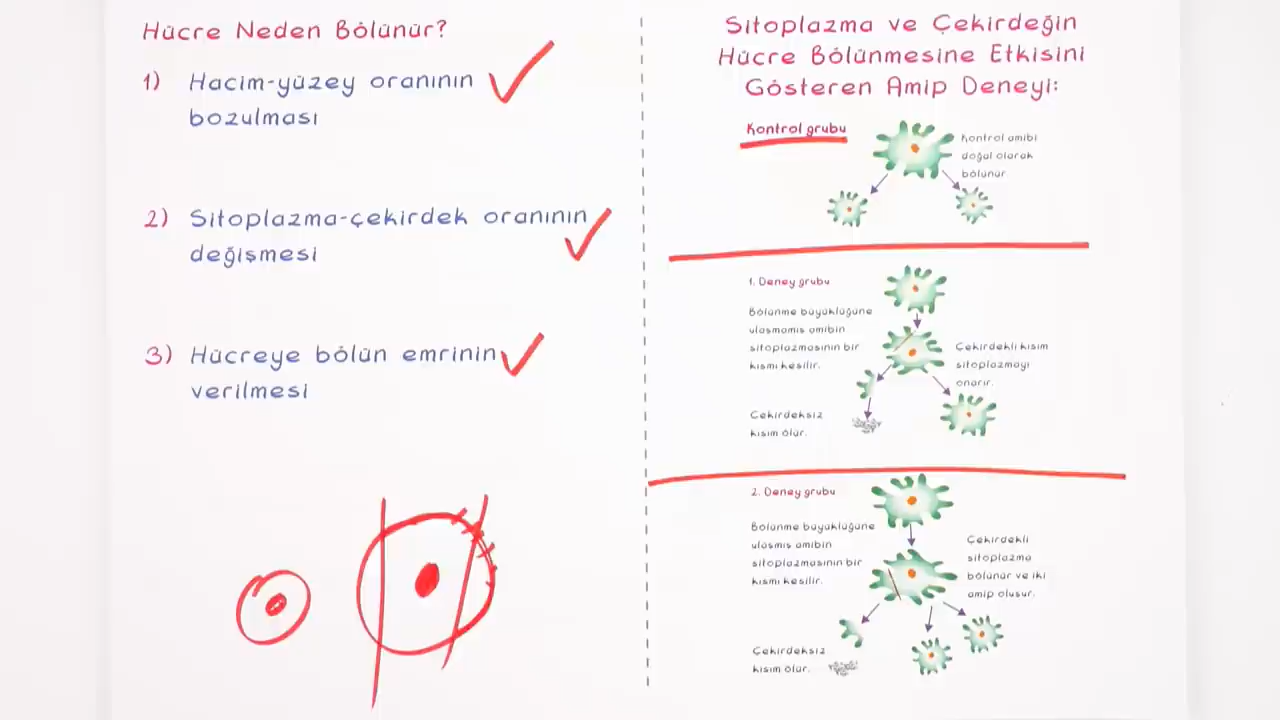 Hücre Neden Bölünür?
1) Hacim-yüzey oranının
bozulması
2) Sitoplazma-çekirdek oranının
değişmesi
3) Hücreye bölün emrinin
verilmesi
Sitoplazma ve Çekirdeğin
Hücre Bölünmesine Etkisini
Gösteren Amip Deneyi:
Kontrol grubu
Kontrol amibi
doğal olarak
bölünür
1. Deney grubu
Bölünme büyüklüğüne
ulaşmamış amibin
sitoplazmasının bir
kısmı kesilir.
Çekirdekli kısım
sitoplazmayı
onarır.
Çekirdeksiz
kısım ölür.
2. Deney grubu
Bölünme büyüklüğüne
ulaşmış amibin
sitoplazmasının bir
kısmı kesilir.
Çekirdekli
sitoplazma
bölünür ve iki
amip oluşur.
Çekirdeksiz
kısım ölür.